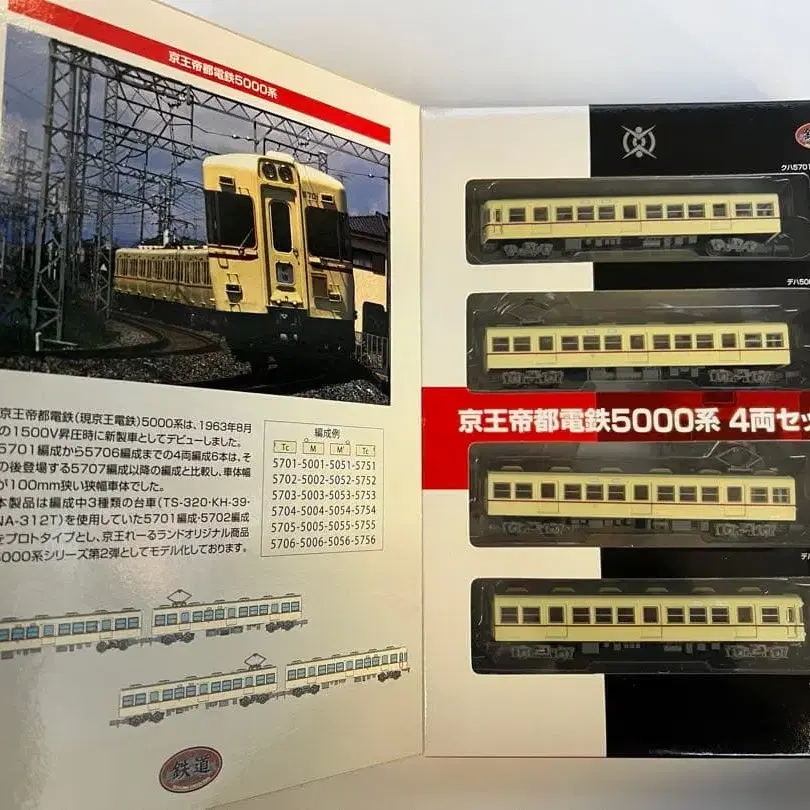 京王帝都電鉄5000系
京王帝都電鉄(現京王電鉄)5000系は、1963年8月
の1500V昇圧時に新製車としてデビューしました。
5701編成から5706編成までの4両編成6本は、そ
の後登場する5707編成以降の編成と比較し、車体幅
が100mm狭い狭幅車体でした。
本製品は編成中3種類の台車(TS-320・KH-39・
NA-312T)を使用していた5701編成・5702編成
をプロトタイプとし、京王れーるランドオリジナル商品
5000系シリーズ第2弾としてモデル化しております。
編成例
Tc M M' Tc
5701-5001-5051-5751
5702-5002-5052-5752
5703-5003-5053-5753
5704-5004-5054-5754
5705-5005-5055-5755
5706-5006-5056-5756
鉄道
クハ5701
デハ500
京王帝都電鉄5000系 4両セッ
デハ